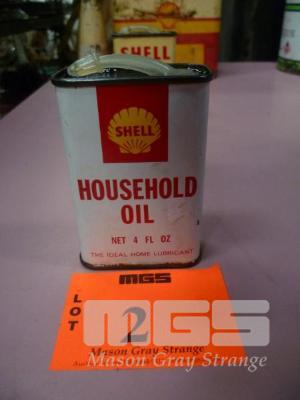 SHELL
SHELL
HOUSEHOLD
OIL
NET 4 FL OZ
THE IDEAL HOME LUBRICANT
MGS
LOT
2
MGS
Mason Gray Strange